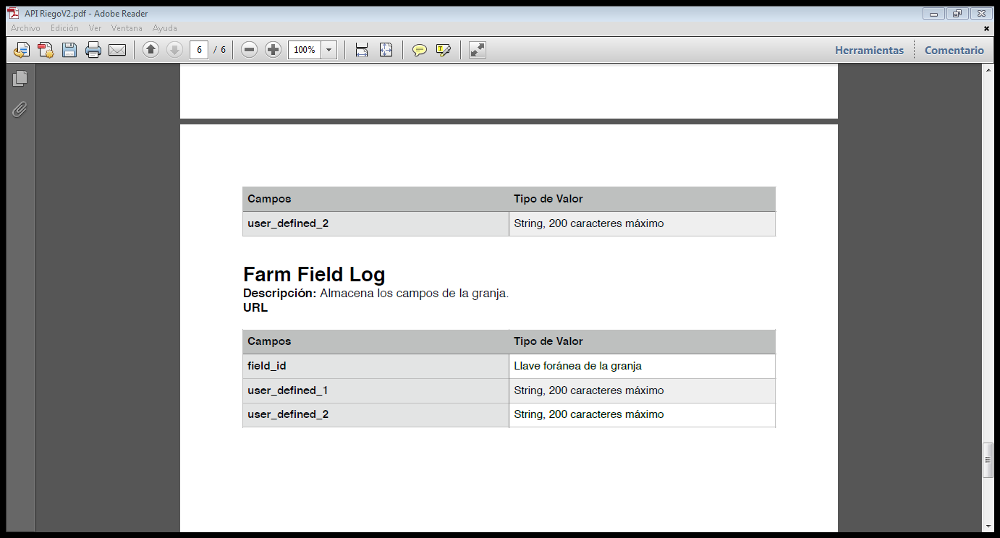 API RiegoV2.pdf - Adobe Reader
Archivo Edición Ver Ventana Ayuda
6 / 6 100% Herramientas Comentario
Campos Tipo de Valor
user_defined_2 String, 200 caracteres máximo
Farm Field Log
Descripción: Almacena los campos de la granja.
URL
Campos Tipo de Valor
field_id Llave foránea de la granja
user_defined_1 String, 200 caracteres máximo
user_defined_2 String, 200 caracteres máximo